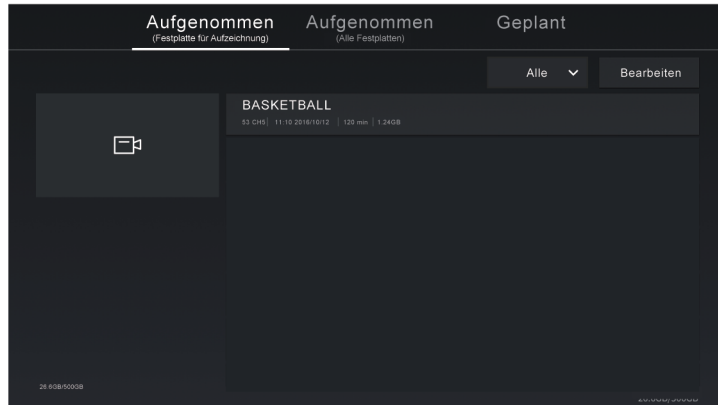 Aufgenommen
(Festplatte für Aufzeichnung)
Aufgenommen
(Alle Festplatten)
Geplant
Alle
Bearbeiten
BASKETBALL
53 CH5 | 11:10 2016/10/12 | 120 min | 1.24GB
26.6GB/500GB